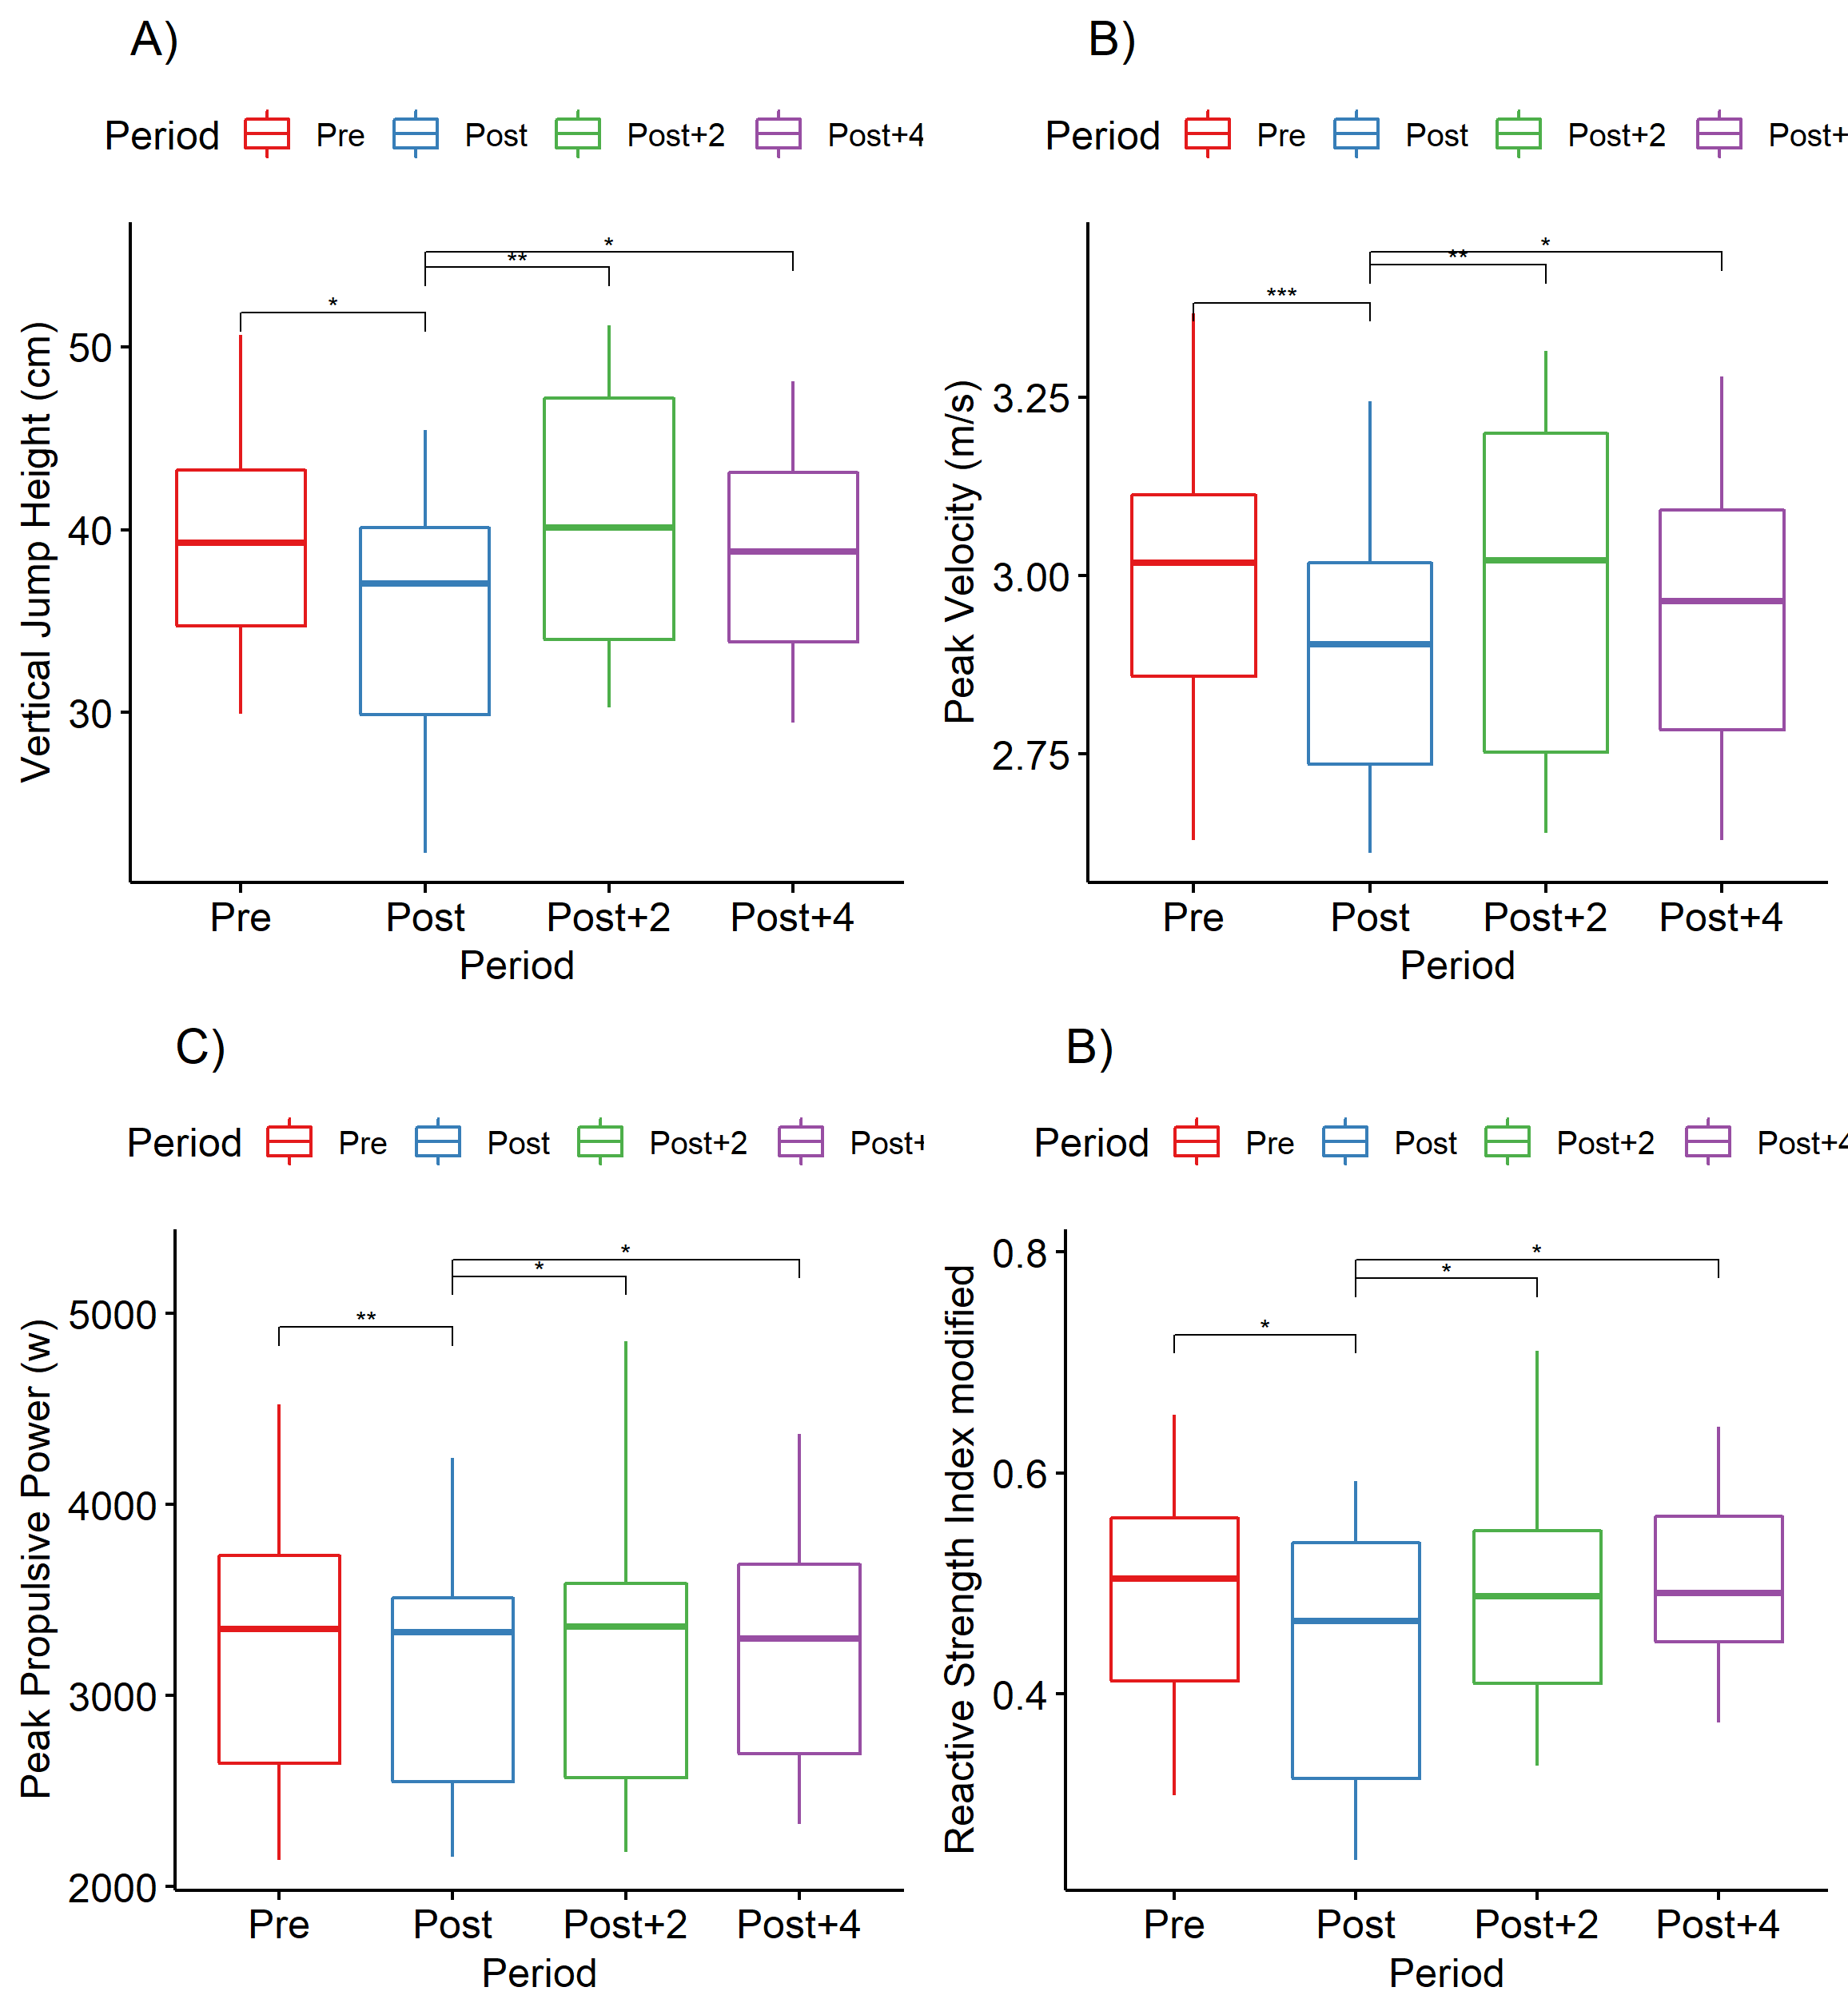 A)
Period Pre Post Post+2 Post+4
Vertical Jump Height (cm)
* ** *
50
40
30
Pre Post Post+2 Post+4
Period
B)
Period Pre Post Post+2 Post+
Peak Velocity (m/s)
*** ** *
3.25
3.00
2.75
Pre Post Post+2 Post+4
Period
C)
Period Pre Post Post+2 Post+
Peak Propulsive Power (w)
** * *
5000
4000
3000
2000
Pre Post Post+2 Post+4
Period
B)
Period Pre Post Post+2 Post+4
Reactive Strength Index modified
* * *
0.8
0.6
0.4
Pre Post Post+2 Post+4
Period